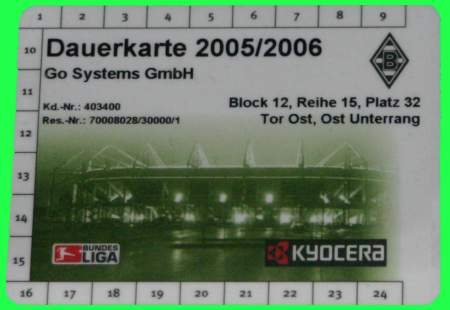 1 2 3 4 5 6 7 8 9
10 Dauerkarte 2005/2006
B
Go Systems GmbH
11
Kd.-Nr.: 403400
Block 12, Reihe 15, Platz 32
Res.-Nr.: 70008028/30000/1
Tor Ost, Ost Unterrang
12
13
14
15
BUNDES
LIGA
KYOCERA
16 17 18 19 20 21 22 23 24